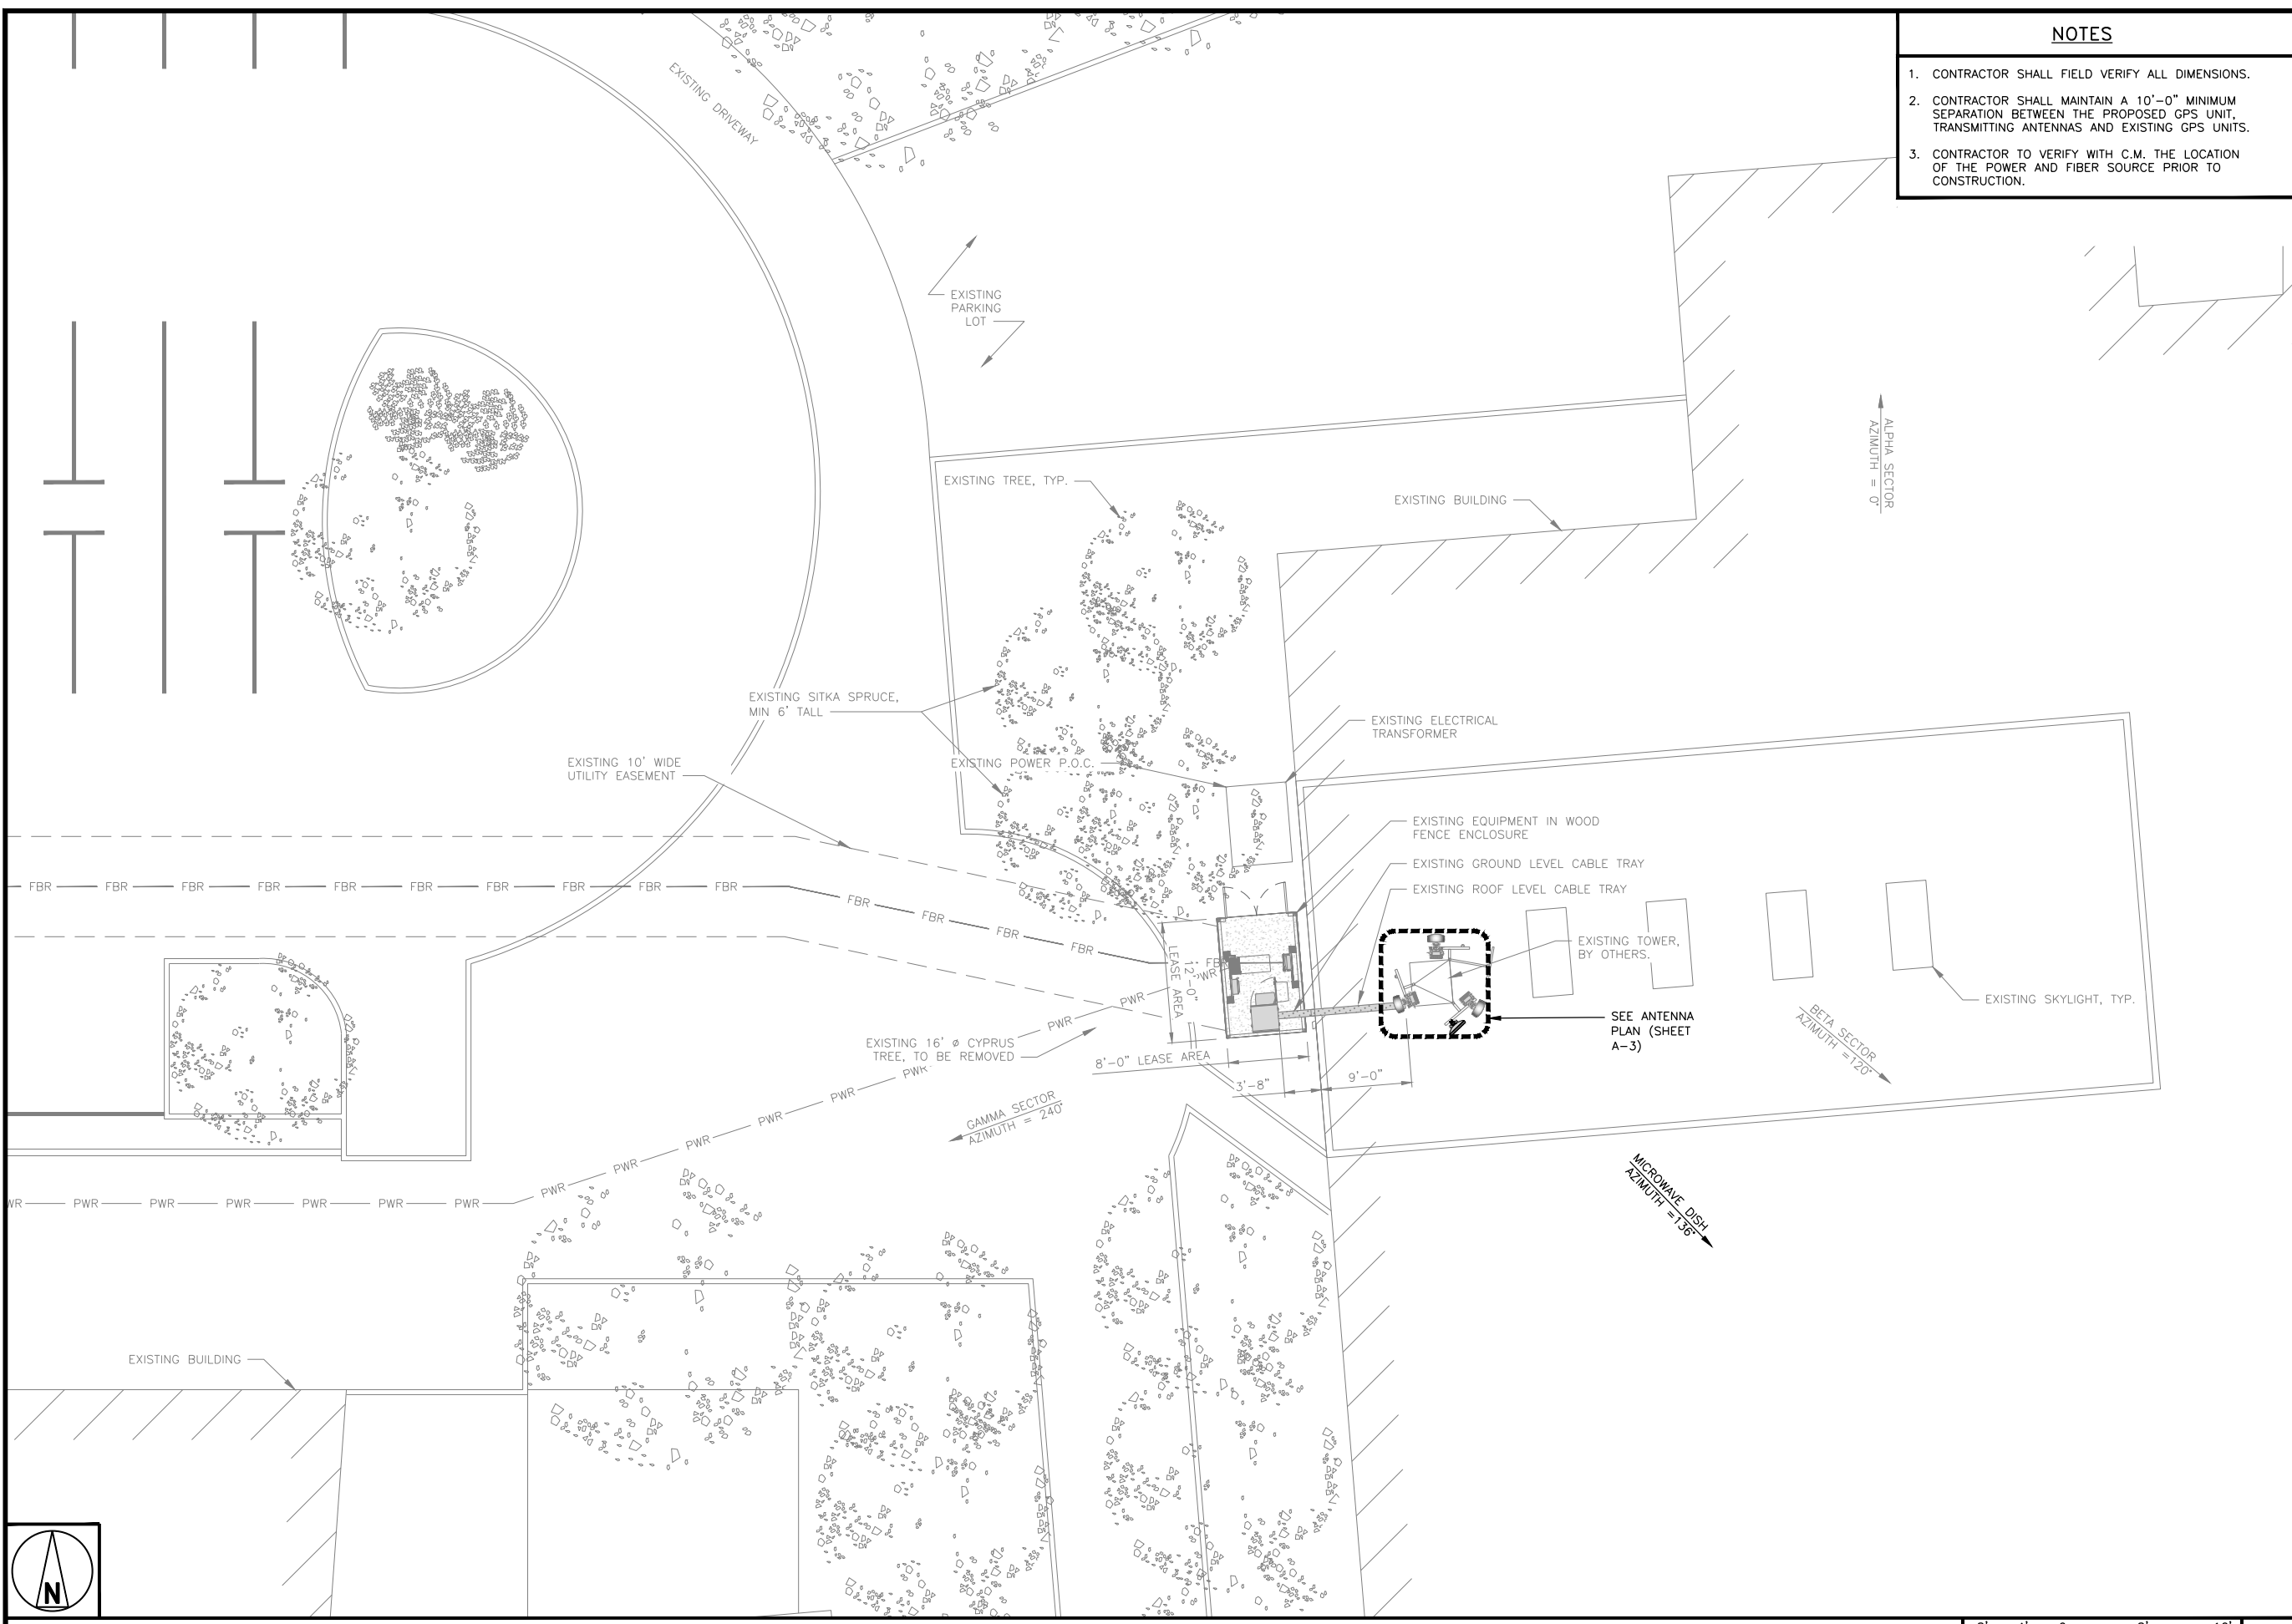 NOTES
1. CONTRACTOR SHALL FIELD VERIFY ALL DIMENSIONS.
2. CONTRACTOR SHALL MAINTAIN A 10'-0" MINIMUM
SEPARATION BETWEEN THE PROPOSED GPS UNIT,
TRANSMITTING ANTENNAS AND EXISTING GPS UNITS.
3. CONTRACTOR TO VERIFY WITH C.M. THE LOCATION
OF THE POWER AND FIBER SOURCE PRIOR TO
CONSTRUCTION.
EXISTING DRIVEWAY
EXISTING
PARKING
LOT
ALPHA SECTOR
AZIMUTH = 0°
EXISTING TREE, TYP.
EXISTING BUILDING
EXISTING SITKA SPRUCE,
MIN 6' TALL
EXISTING ELECTRICAL
TRANSFORMER
EXISTING POWER P.O.C.
EXISTING 10' WIDE
UTILITY EASEMENT
EXISTING EQUIPMENT IN WOOD
FENCE ENCLOSURE
EXISTING GROUND LEVEL CABLE TRAY
EXISTING ROOF LEVEL CABLE TRAY
FBR FBR FBR FBR FBR FBR FBR FBR FBR FBR
FBR FBR FBR FBR FBR
EXISTING TOWER,
BY OTHERS.
12'-0"
LEASE AREA
EXISTING SKYLIGHT, TYP.
SEE ANTENNA
PLAN (SHEET
A-3)
BETA SECTOR
AZIMUTH =120°
EXISTING 16' ø CYPRUS
TREE, TO BE REMOVED
8'-0" LEASE AREA
3'-8"
9'-0"
GAMMA SECTOR
AZIMUTH = 240°
PWR PWR PWR PWR PWR PWR PWR PWR PWR
MICROWAVE DISH
AZIMUTH =136°
WR PWR PWR PWR PWR PWR PWR
EXISTING BUILDING
N